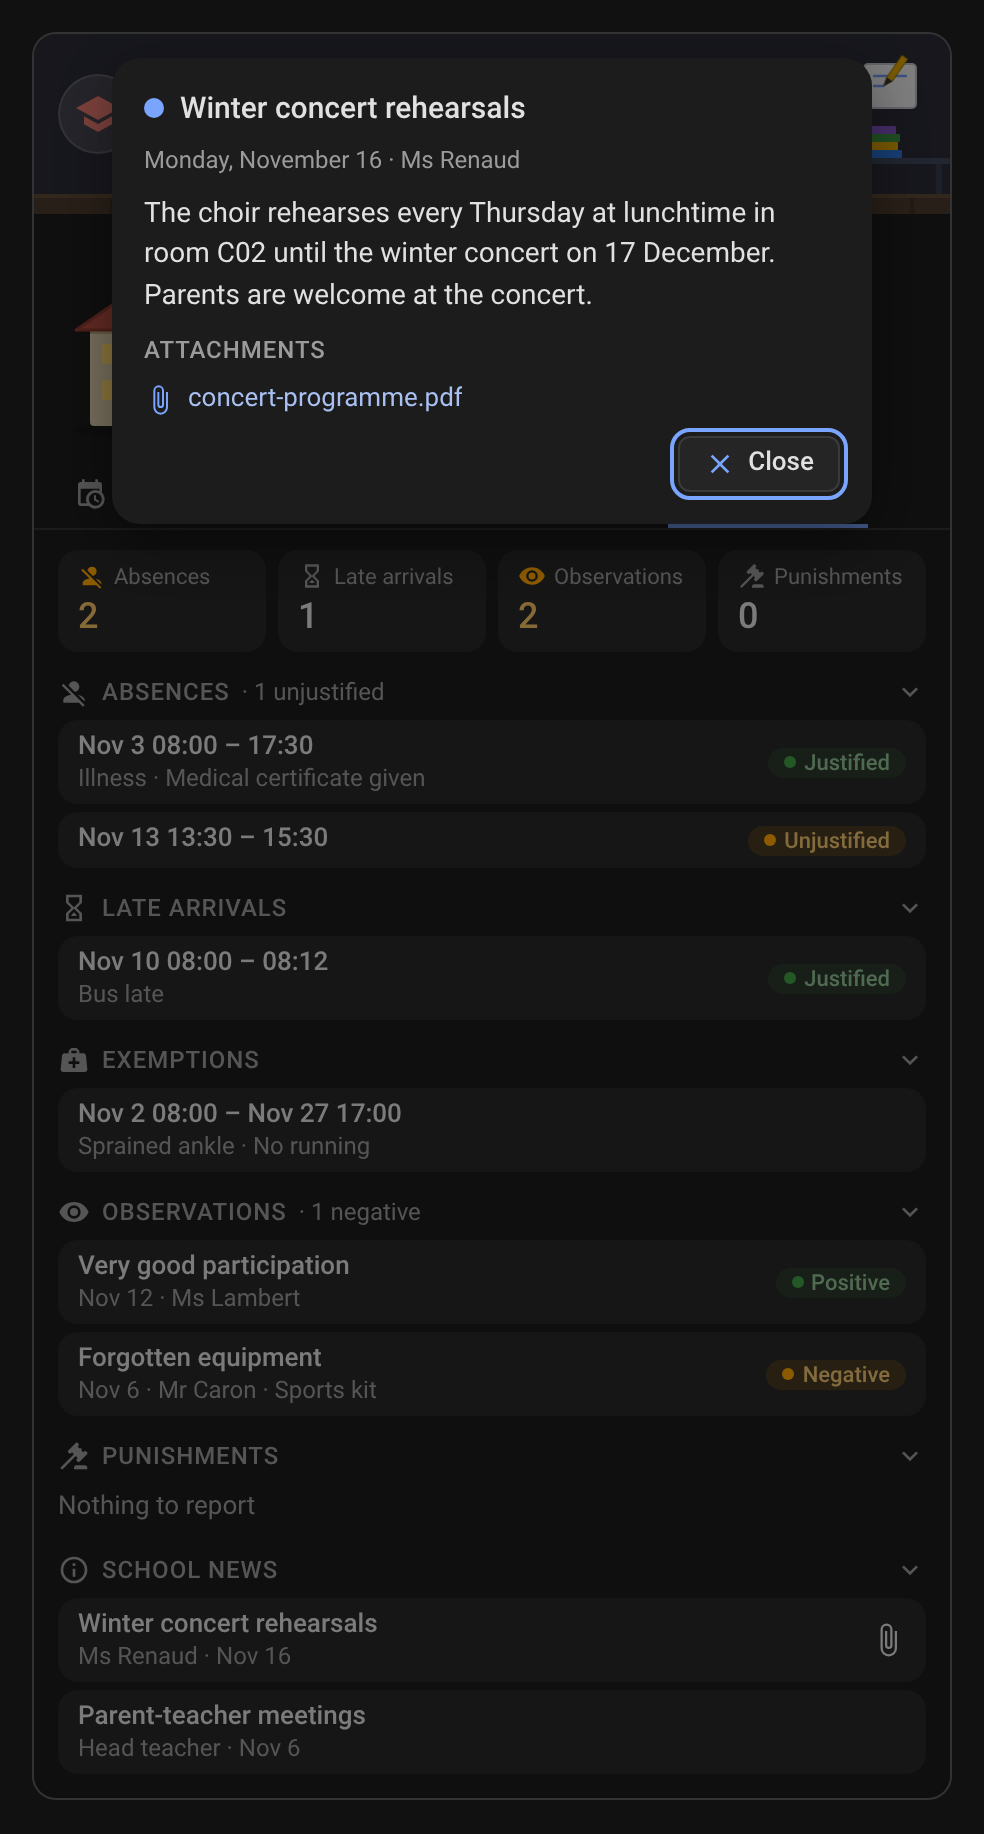 Winter concert rehearsals
Monday, November 16 · Ms Renaud
The choir rehearses every Thursday at lunchtime in
room C02 until the winter concert on 17 December.
Parents are welcome at the concert.
ATTACHMENTS
concert-programme.pdf
Close
Absences
2
Late arrivals
1
Observations
2
Punishments
0
ABSENCES · 1 unjustified
Nov 3 08:00 – 17:30
Illness · Medical certificate given
Justified
Nov 13 13:30 – 15:30
Unjustified
LATE ARRIVALS
Nov 10 08:00 – 08:12
Bus late
Justified
EXEMPTIONS
Nov 2 08:00 – Nov 27 17:00
Sprained ankle · No running
OBSERVATIONS · 1 negative
Very good participation
Nov 12 · Ms Lambert
Positive
Forgotten equipment
Nov 6 · Mr Caron · Sports kit
Negative
PUNISHMENTS
Nothing to report
SCHOOL NEWS
Winter concert rehearsals
Ms Renaud · Nov 16
Parent-teacher meetings
Head teacher · Nov 6